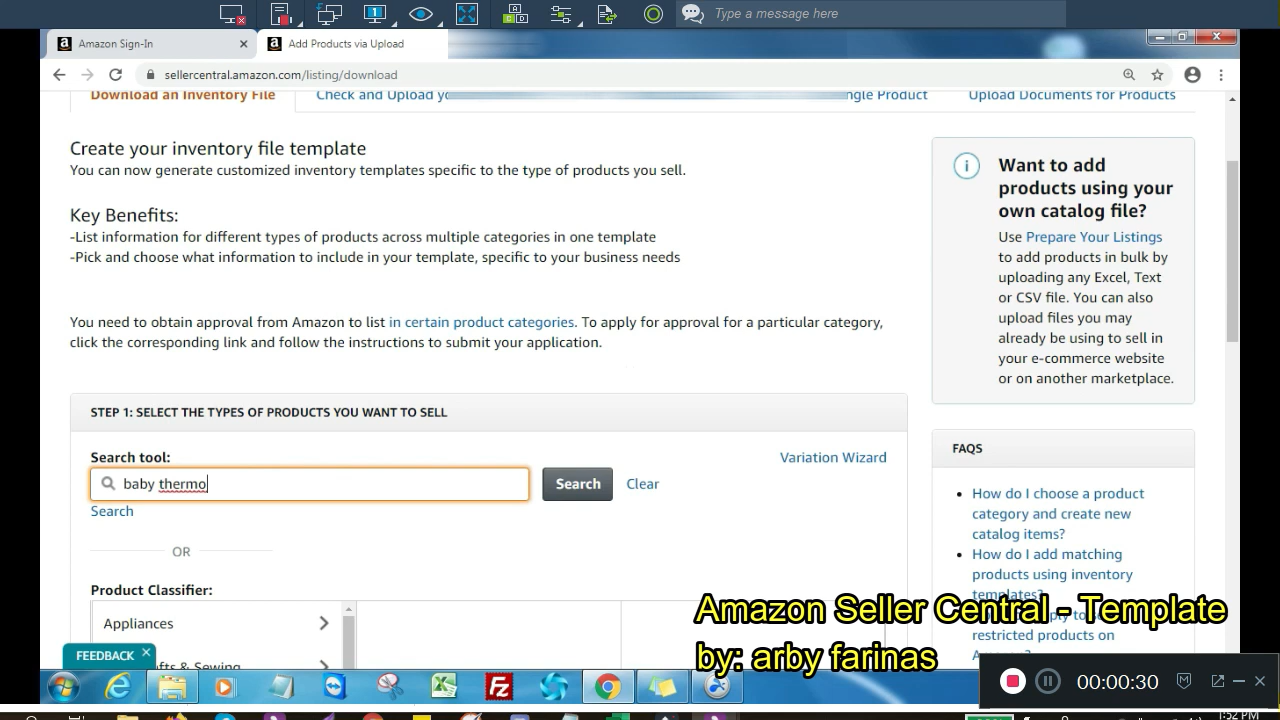 1
Type a message here
Amazon Sign-In
Add Products via Upload
sellercentral.amazon.com/listing/download
Download an Inventory File
Check and Upload
ngle Product
Upload Documents for Products
Create your inventory file template
You can now generate customized inventory templates specific to the type of products you sell.
Key Benefits:
-List information for different types of products across multiple categories in one template
-Pick and choose what information to include in your template, specific to your business needs
You need to obtain approval from Amazon to list in certain product categories. To apply for approval for a particular category,
click the corresponding link and follow the instructions to submit your application.
Want to add
products using your
own catalog file?
Use Prepare Your Listings
to add products in bulk by
uploading any Excel, Text
or CSV file. You can also
upload files you may
already be using to sell in
your e-commerce website
or on another marketplace.
STEP 1: SELECT THE TYPES OF PRODUCTS YOU WANT TO SELL
Search tool:
Variation Wizard
baby thermo
Search
Clear
Search
OR
Product Classifier:
Appliances
& Sewing
FEEDBACK
FAQS
How do I choose a product
category and create new
catalog items?
How do I add matching
products using inventory
templates?
restricted products on
Amazon Seller Central - Template
by: arby farinas
00:00:30
1:52 PM